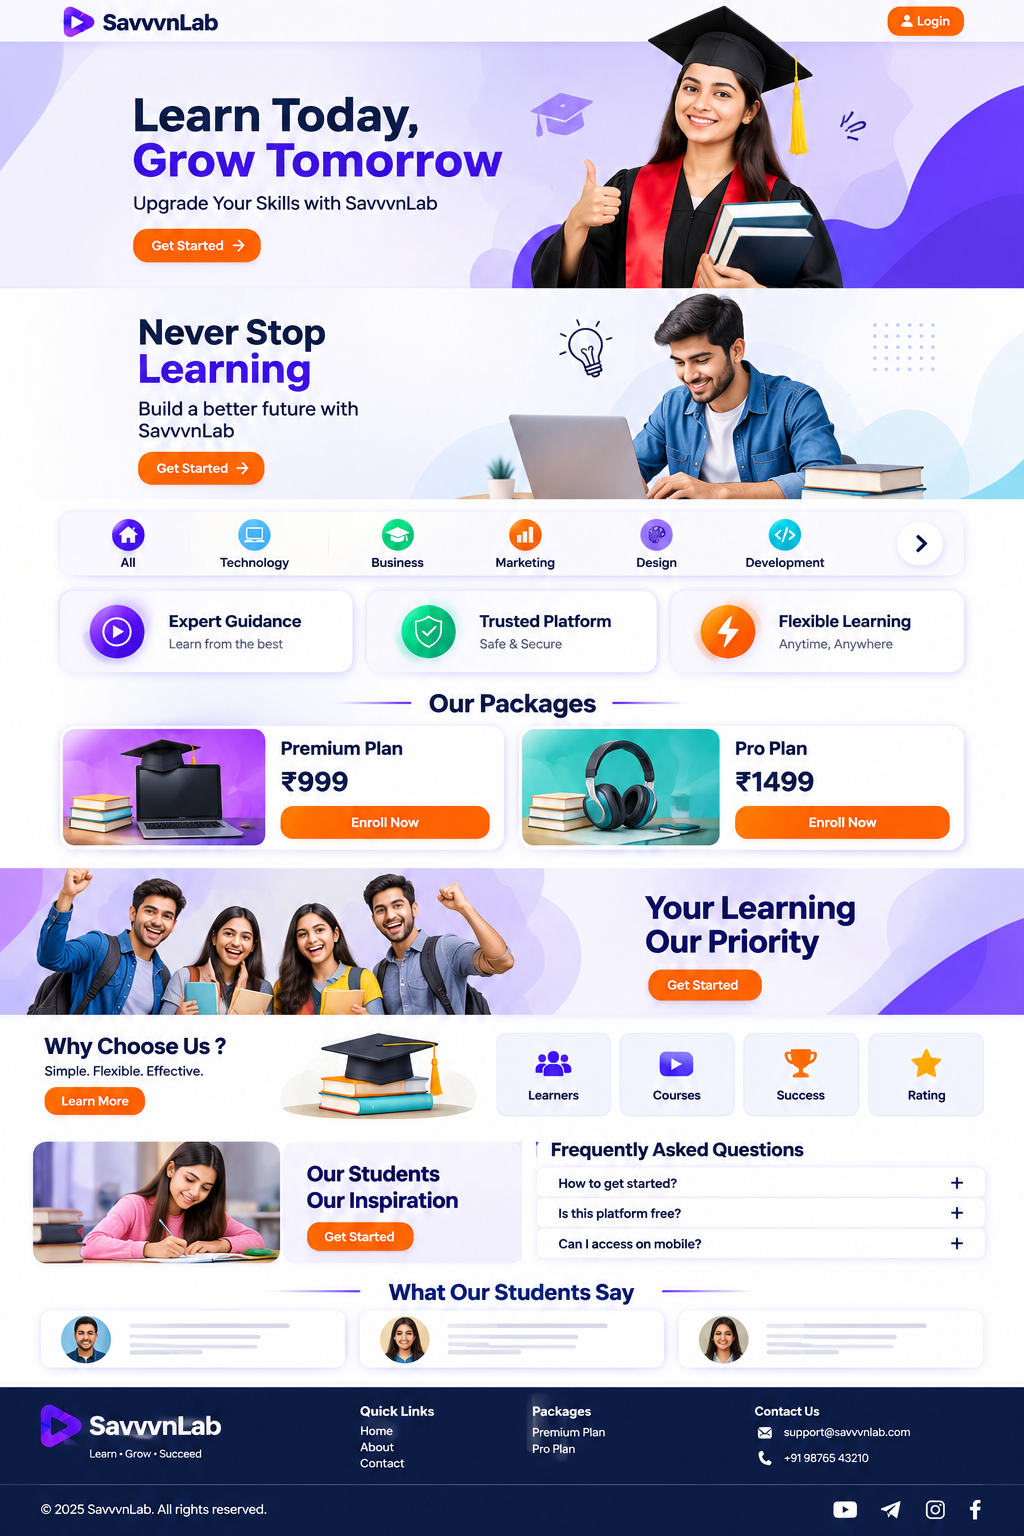 SavvvnLab
Login
Learn Today,
Grow Tomorrow
Upgrade Your Skills with SavvvnLab
Get Started →
Never Stop
Learning
Build a better future with
SavvvnLab
Get Started →
All
Technology
Business
Marketing
Design
Development
Expert Guidance
Learn from the best
Trusted Platform
Safe & Secure
Flexible Learning
Anytime, Anywhere
Our Packages
Premium Plan
₹999
Enroll Now
Pro Plan
₹1499
Enroll Now
Your Learning
Our Priority
Get Started
Why Choose Us ?
Simple. Flexible. Effective.
Learn More
Learners
Courses
Success
Rating
Our Students
Our Inspiration
Get Started
Frequently Asked Questions
How to get started? +
Is this platform free? +
Can I access on mobile? +
What Our Students Say
SavvvnLab
Learn • Grow • Succeed
Quick Links
Home
About
Contact
Packages
Premium Plan
Pro Plan
Contact Us
support@savvvnlab.com
+91 98765 43210
© 2025 SavvvnLab. All rights reserved.